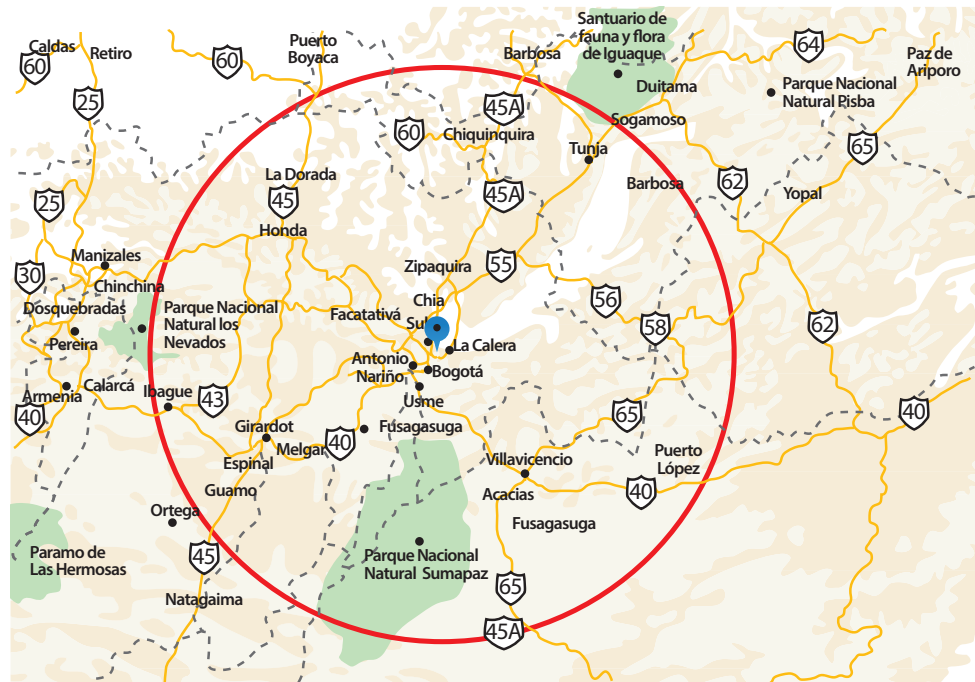 Santuario de
fauna y flora
de Iguaque
Caldas
60
Retiro
60
Puerto
Boyaca
Barbosa
64
Paz de
Ariporo
25
45A
Duitama
Parque Nacional
Natural Pisba
60
Chiquinquira
Sogamoso
65
Tunja
La Dorada
45
45A
Barbosa
62
Yopal
25
Honda
Manizales
30
Chinchina
Zipaquira
55
56
Chia
Dosquebradas
Parque Nacional
Natural los
Nevados
Facatativá
58
62
Pereira
La Calera
Antonio
Nariño
Bogotá
Calarcá
Armenia
Ibague
43
Usme
40
65
40
Girardot
Fusagasuga
40
Melgar
Espinal
Villavicencio
Puerto
López
Guamo
Acacias
40
Ortega
Fusagasuga
Paramo de
Las Hermosas
45
Parque Nacional
Natural Sumapaz
65
Natagaima
45A